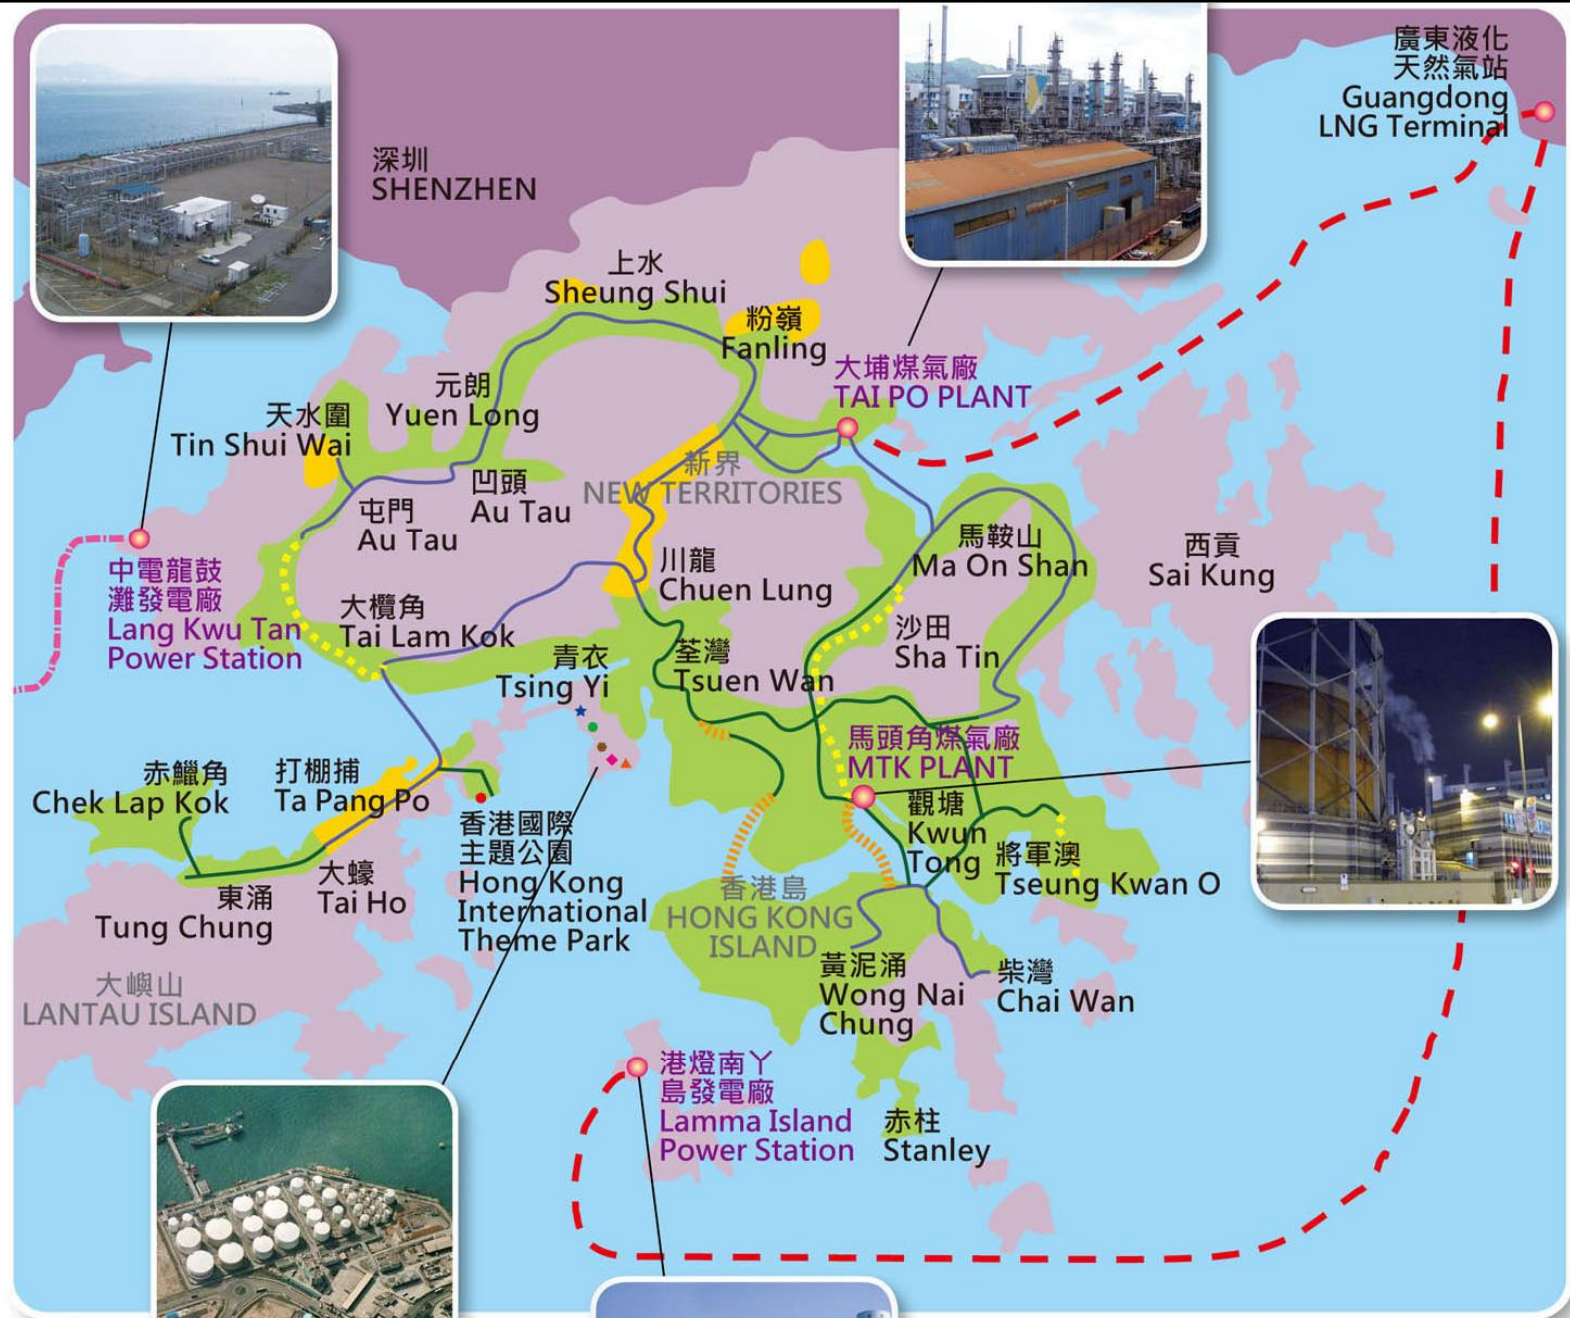 廣東液化
天然氣站
Guangdong
LNG Terminal
深圳
SHENZHEN
上水
Sheung Shui
粉嶺
Fanling
大埔煤氣廠
TAI PO PLANT
元朗
Yuen Long
天水圍
Tin Shui Wai
新界
NEW TERRITORIES
凹頭
Au Tau
屯門
Au Tau
馬鞍山
Ma On Shan
西貢
Sai Kung
川龍
Chuen Lung
中電龍鼓
灘發電廠
Lang Kwu Tan
Power Station
大欖角
Tai Lam Kok
沙田
Sha Tin
青衣
Tsing Yi
荃灣
Tsuen Wan
馬頭角煤氣廠
MTK PLANT
赤鱲角
Chek Lap Kok
打棚捕
Ta Pang Po
觀塘
Kwun
Tong
香港國際
主題公園
Hong Kong
International
Theme Park
將軍澳
Tseung Kwan O
大蠔
Tai Ho
東涌
Tung Chung
香港島
HONG KONG
ISLAND
黃泥涌
Wong Nai
Chung
柴灣
Chai Wan
大嶼山
LANTAU ISLAND
港燈南丫
島發電廠
Lamma Island
Power Station
赤柱
Stanley